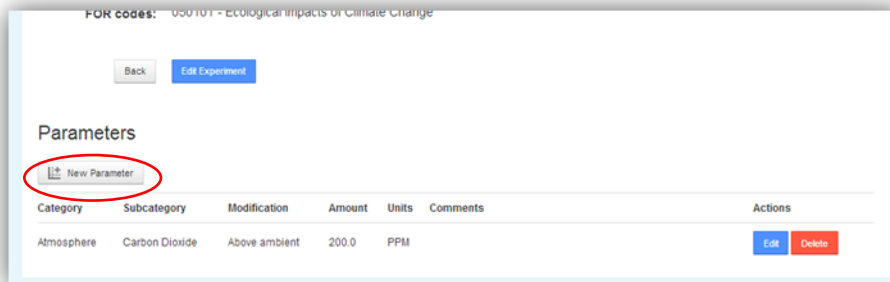 FOR codes: 050101 - Ecological Impacts of Climate Change
Back Edit Experiment
Parameters
New Parameter
Category Subcategory Modification Amount Units Comments Actions
Atmosphere Carbon Dioxide Above ambient 200.0 PPM Edit Delete